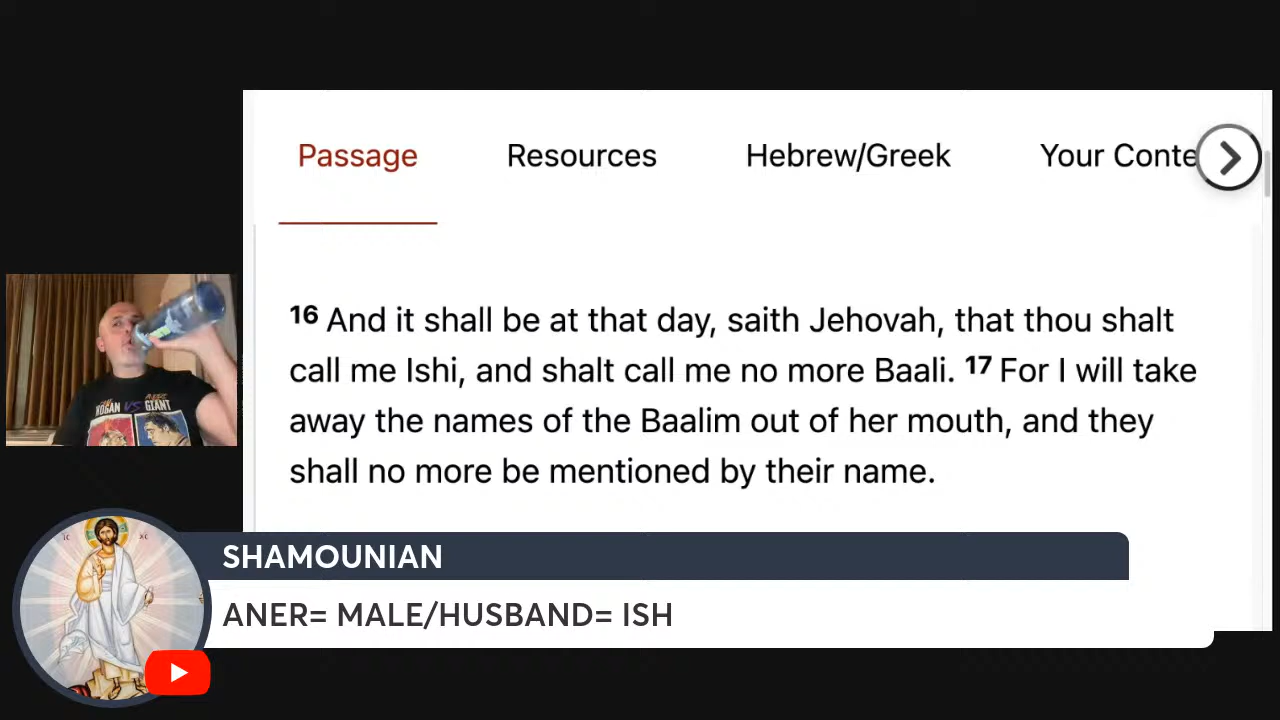 Passage Resources Hebrew/Greek Your Conte
16 And it shall be at that day, saith Jehovah, that thou shalt
call me Ishi, and shalt call me no more Baali. 17 For I will take
away the names of the Baalim out of her mouth, and they
shall no more be mentioned by their name.
HOGAN VS GIANT
SHAMOUNIAN
ANER= MALE/HUSBAND= ISH